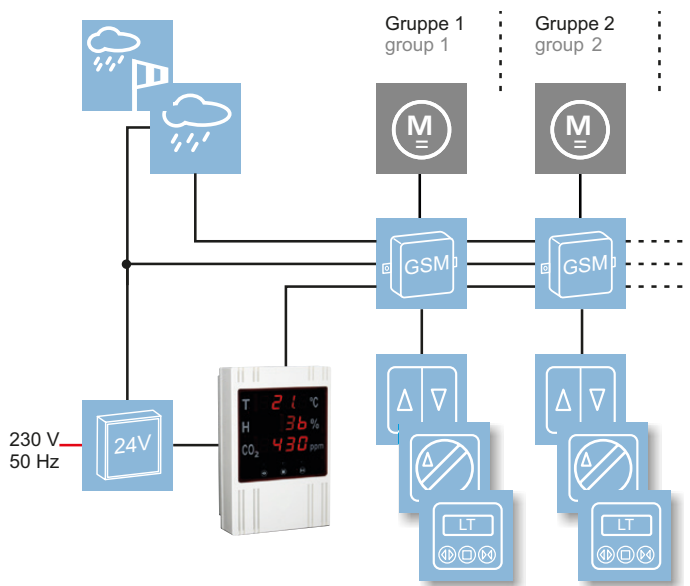 Gruppe 1
group 1
Gruppe 2
group 2
M
M
GSM
GSM
T 21 °C
H 36 %
CO₂ 430 ppm
230 V
50 Hz
24V
LT
LT